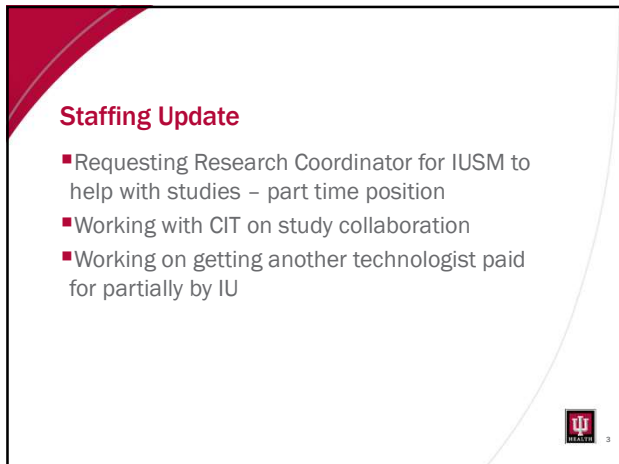 Staffing Update
▪Requesting Research Coordinator for IUSM to
help with studies – part time position
▪Working with CIT on study collaboration
▪Working on getting another technologist paid
for partially by IU
HEALTH
3